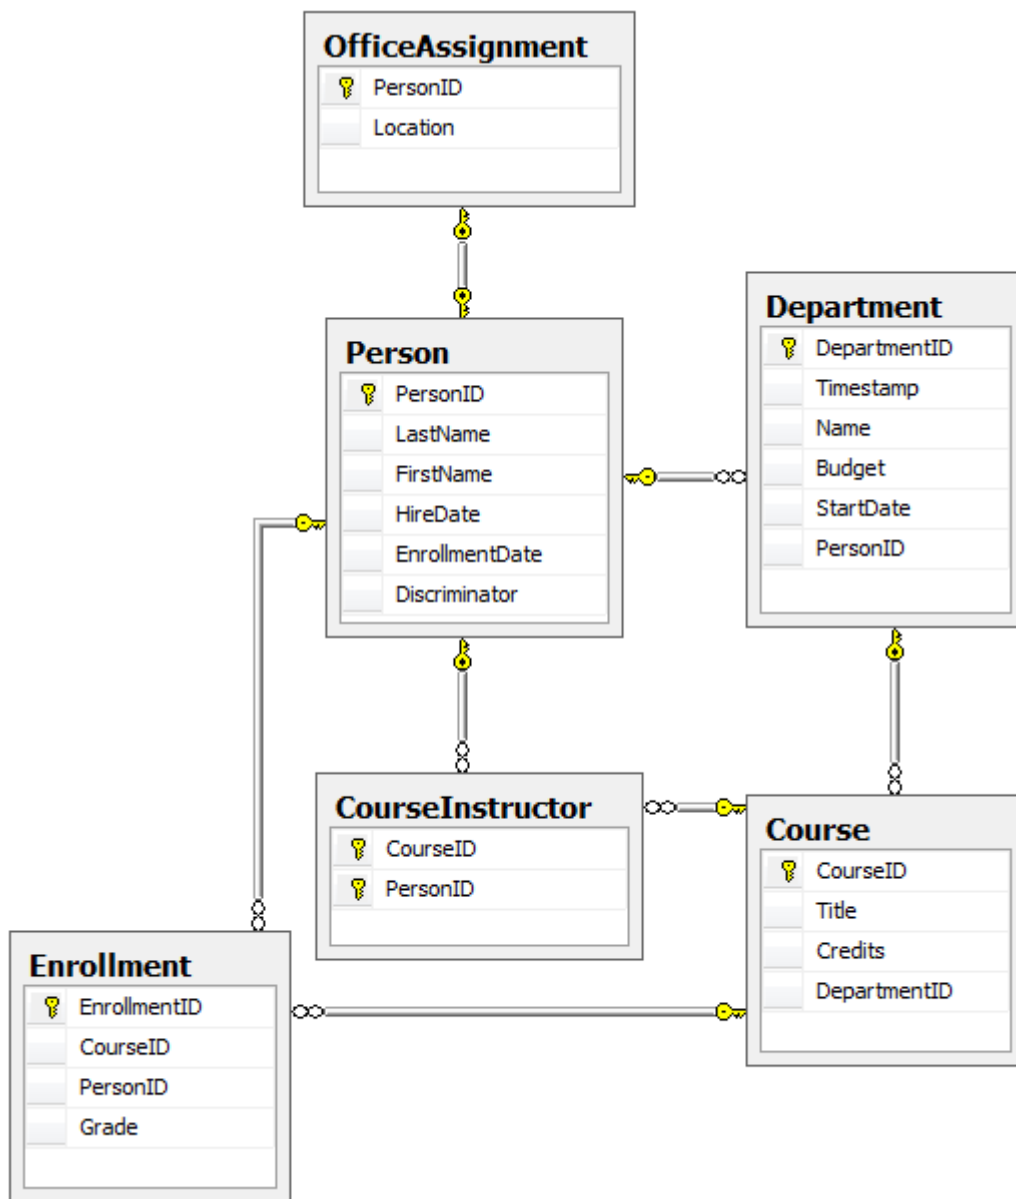 OfficeAssignment
PersonID
Location
Person
PersonID
LastName
FirstName
HireDate
EnrollmentDate
Discriminator
Department
DepartmentID
Timestamp
Name
Budget
StartDate
PersonID
CourseInstructor
CourseID
PersonID
Course
CourseID
Title
Credits
DepartmentID
Enrollment
EnrollmentID
CourseID
PersonID
Grade